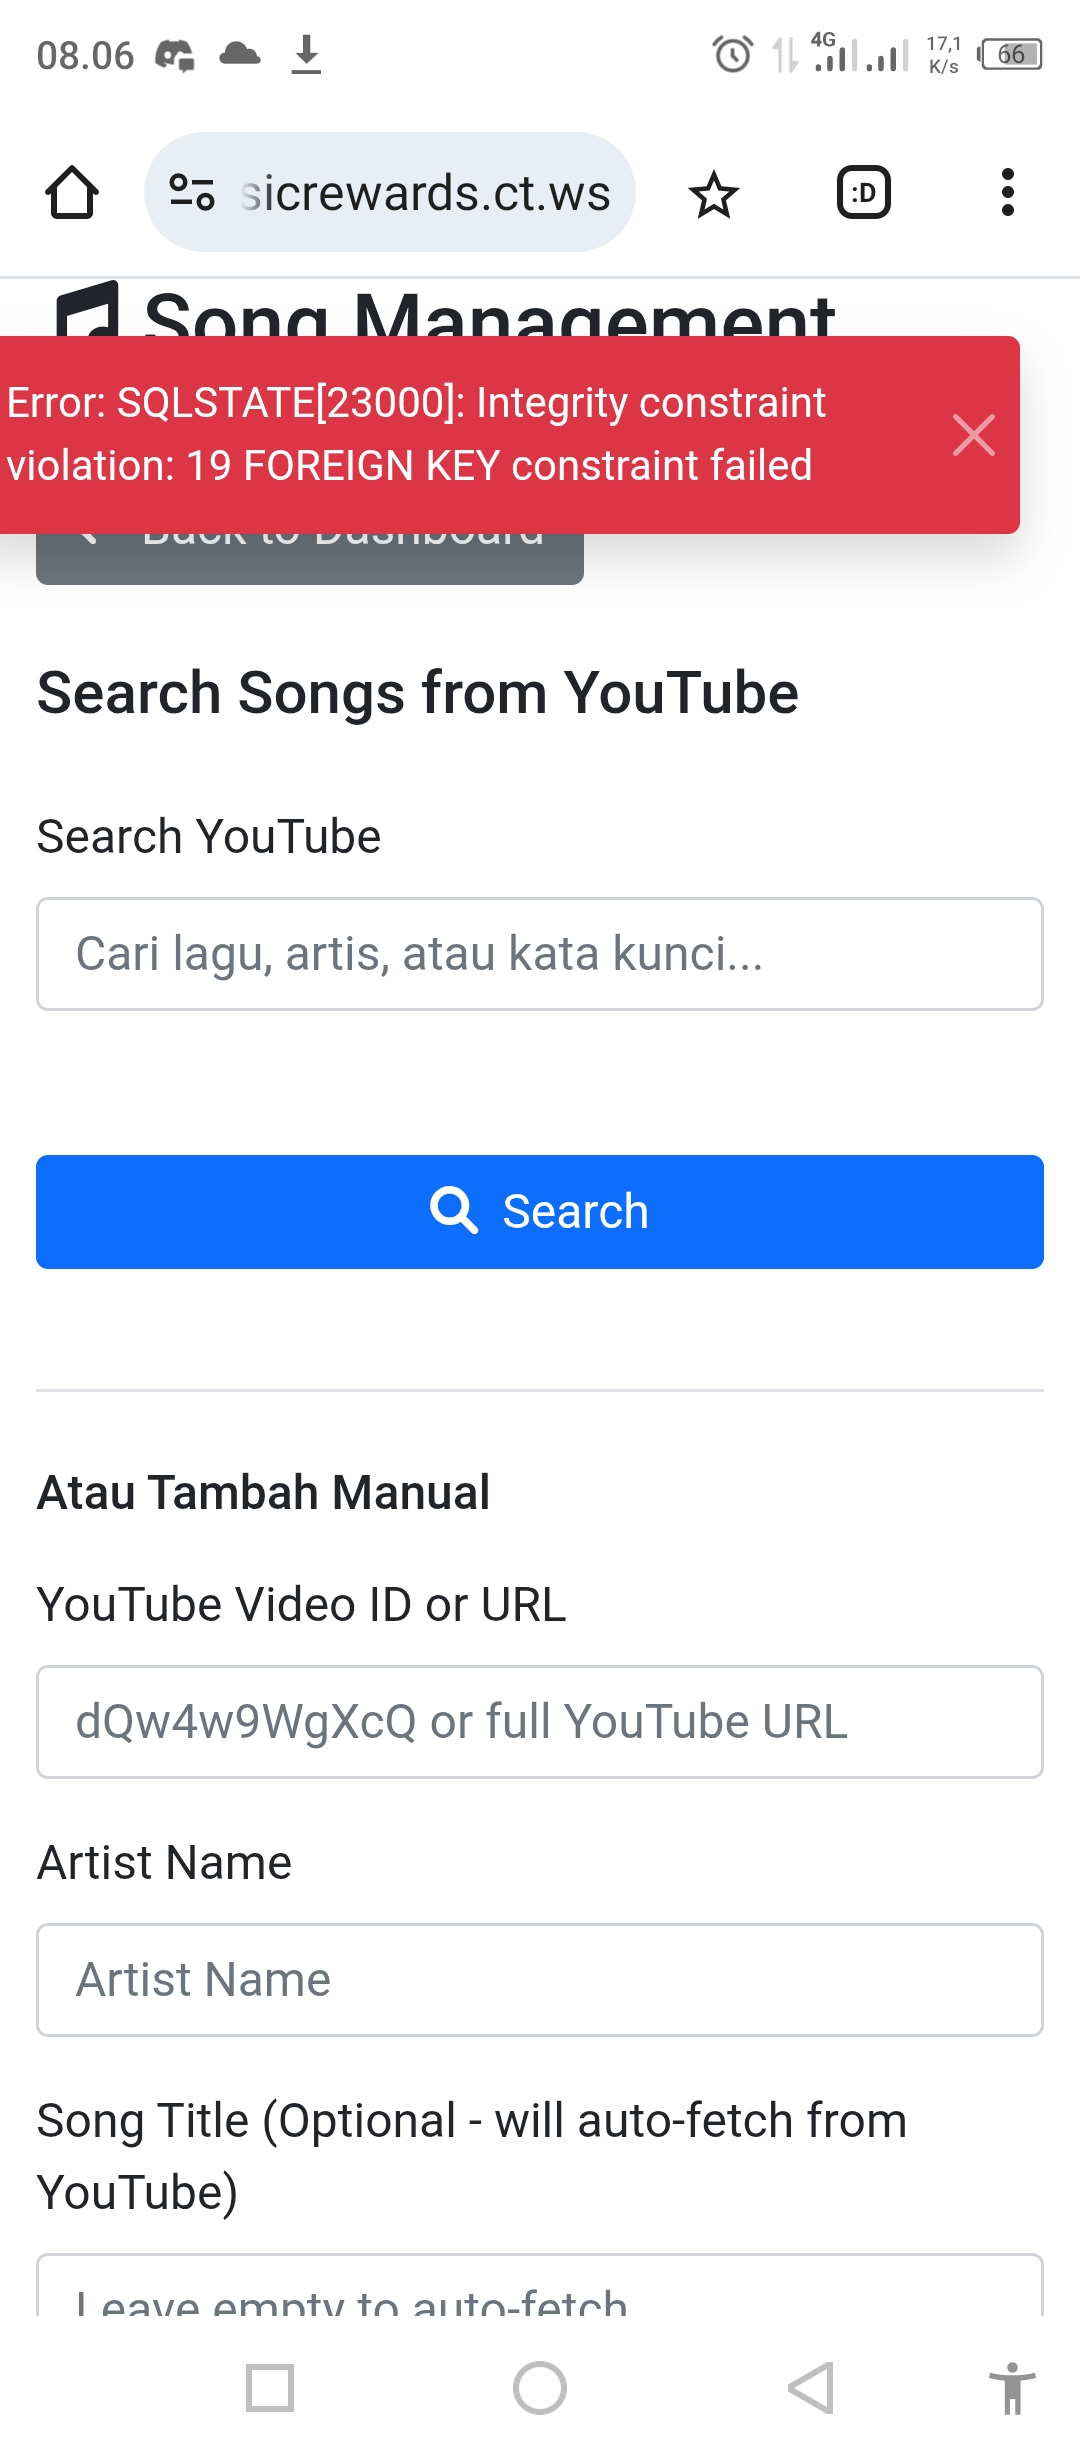 08.06
4G
17,1
K/s
66
sicrewards.ct.ws
:D
Song Management
Error: SQLSTATE[23000]: Integrity constraint
violation: 19 FOREIGN KEY constraint failed
Back to Dashboard
Search Songs from YouTube
Search YouTube
Cari lagu, artis, atau kata kunci...
Search
Atau Tambah Manual
YouTube Video ID or URL
dQw4w9WgXcQ or full YouTube URL
Artist Name
Artist Name
Song Title (Optional - will auto-fetch from
YouTube)
Leave empty to auto-fetch